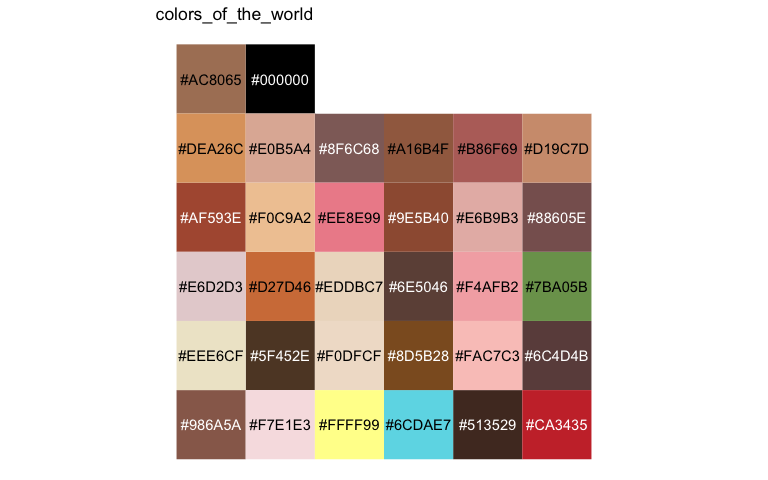 colors_of_the_world
#AC8065 #000000
#DEA26C #E0B5A4 #8F6C68 #A16B4F #B86F69 #D19C7D
#AF593E #F0C9A2 #EE8E99 #9E5B40 #E6B9B3 #88605E
#E6D2D3 #D27D46 #EDDBC7 #6E5046 #F4AFB2 #7BA05B
#EEE6CF #5F452E #F0DFCF #8D5B28 #FAC7C3 #6C4D4B
#986A5A #F7E1E3 #FFFF99 #6CDAE7 #513529 #CA3435